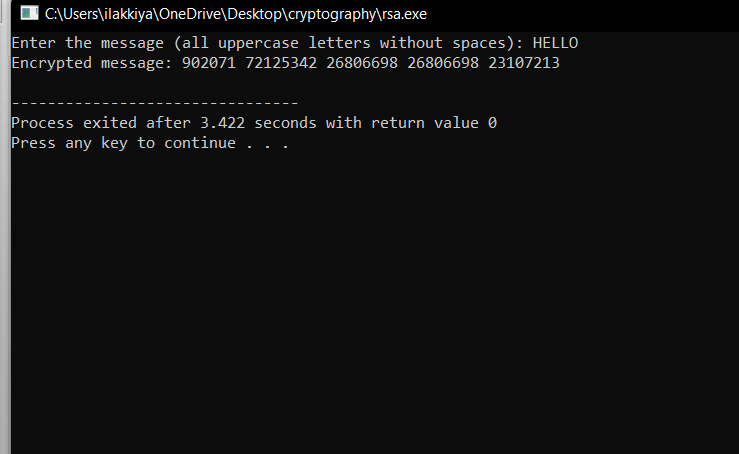 C:\Users\ilakkiya\OneDrive\Desktop\cryptography\rsa.exe
Enter the message (all uppercase letters without spaces): HELLO
Encrypted message: 902071 72125342 26806698 26806698 23107213
--------------------------------
Process exited after 3.422 seconds with return value 0
Press any key to continue . . .